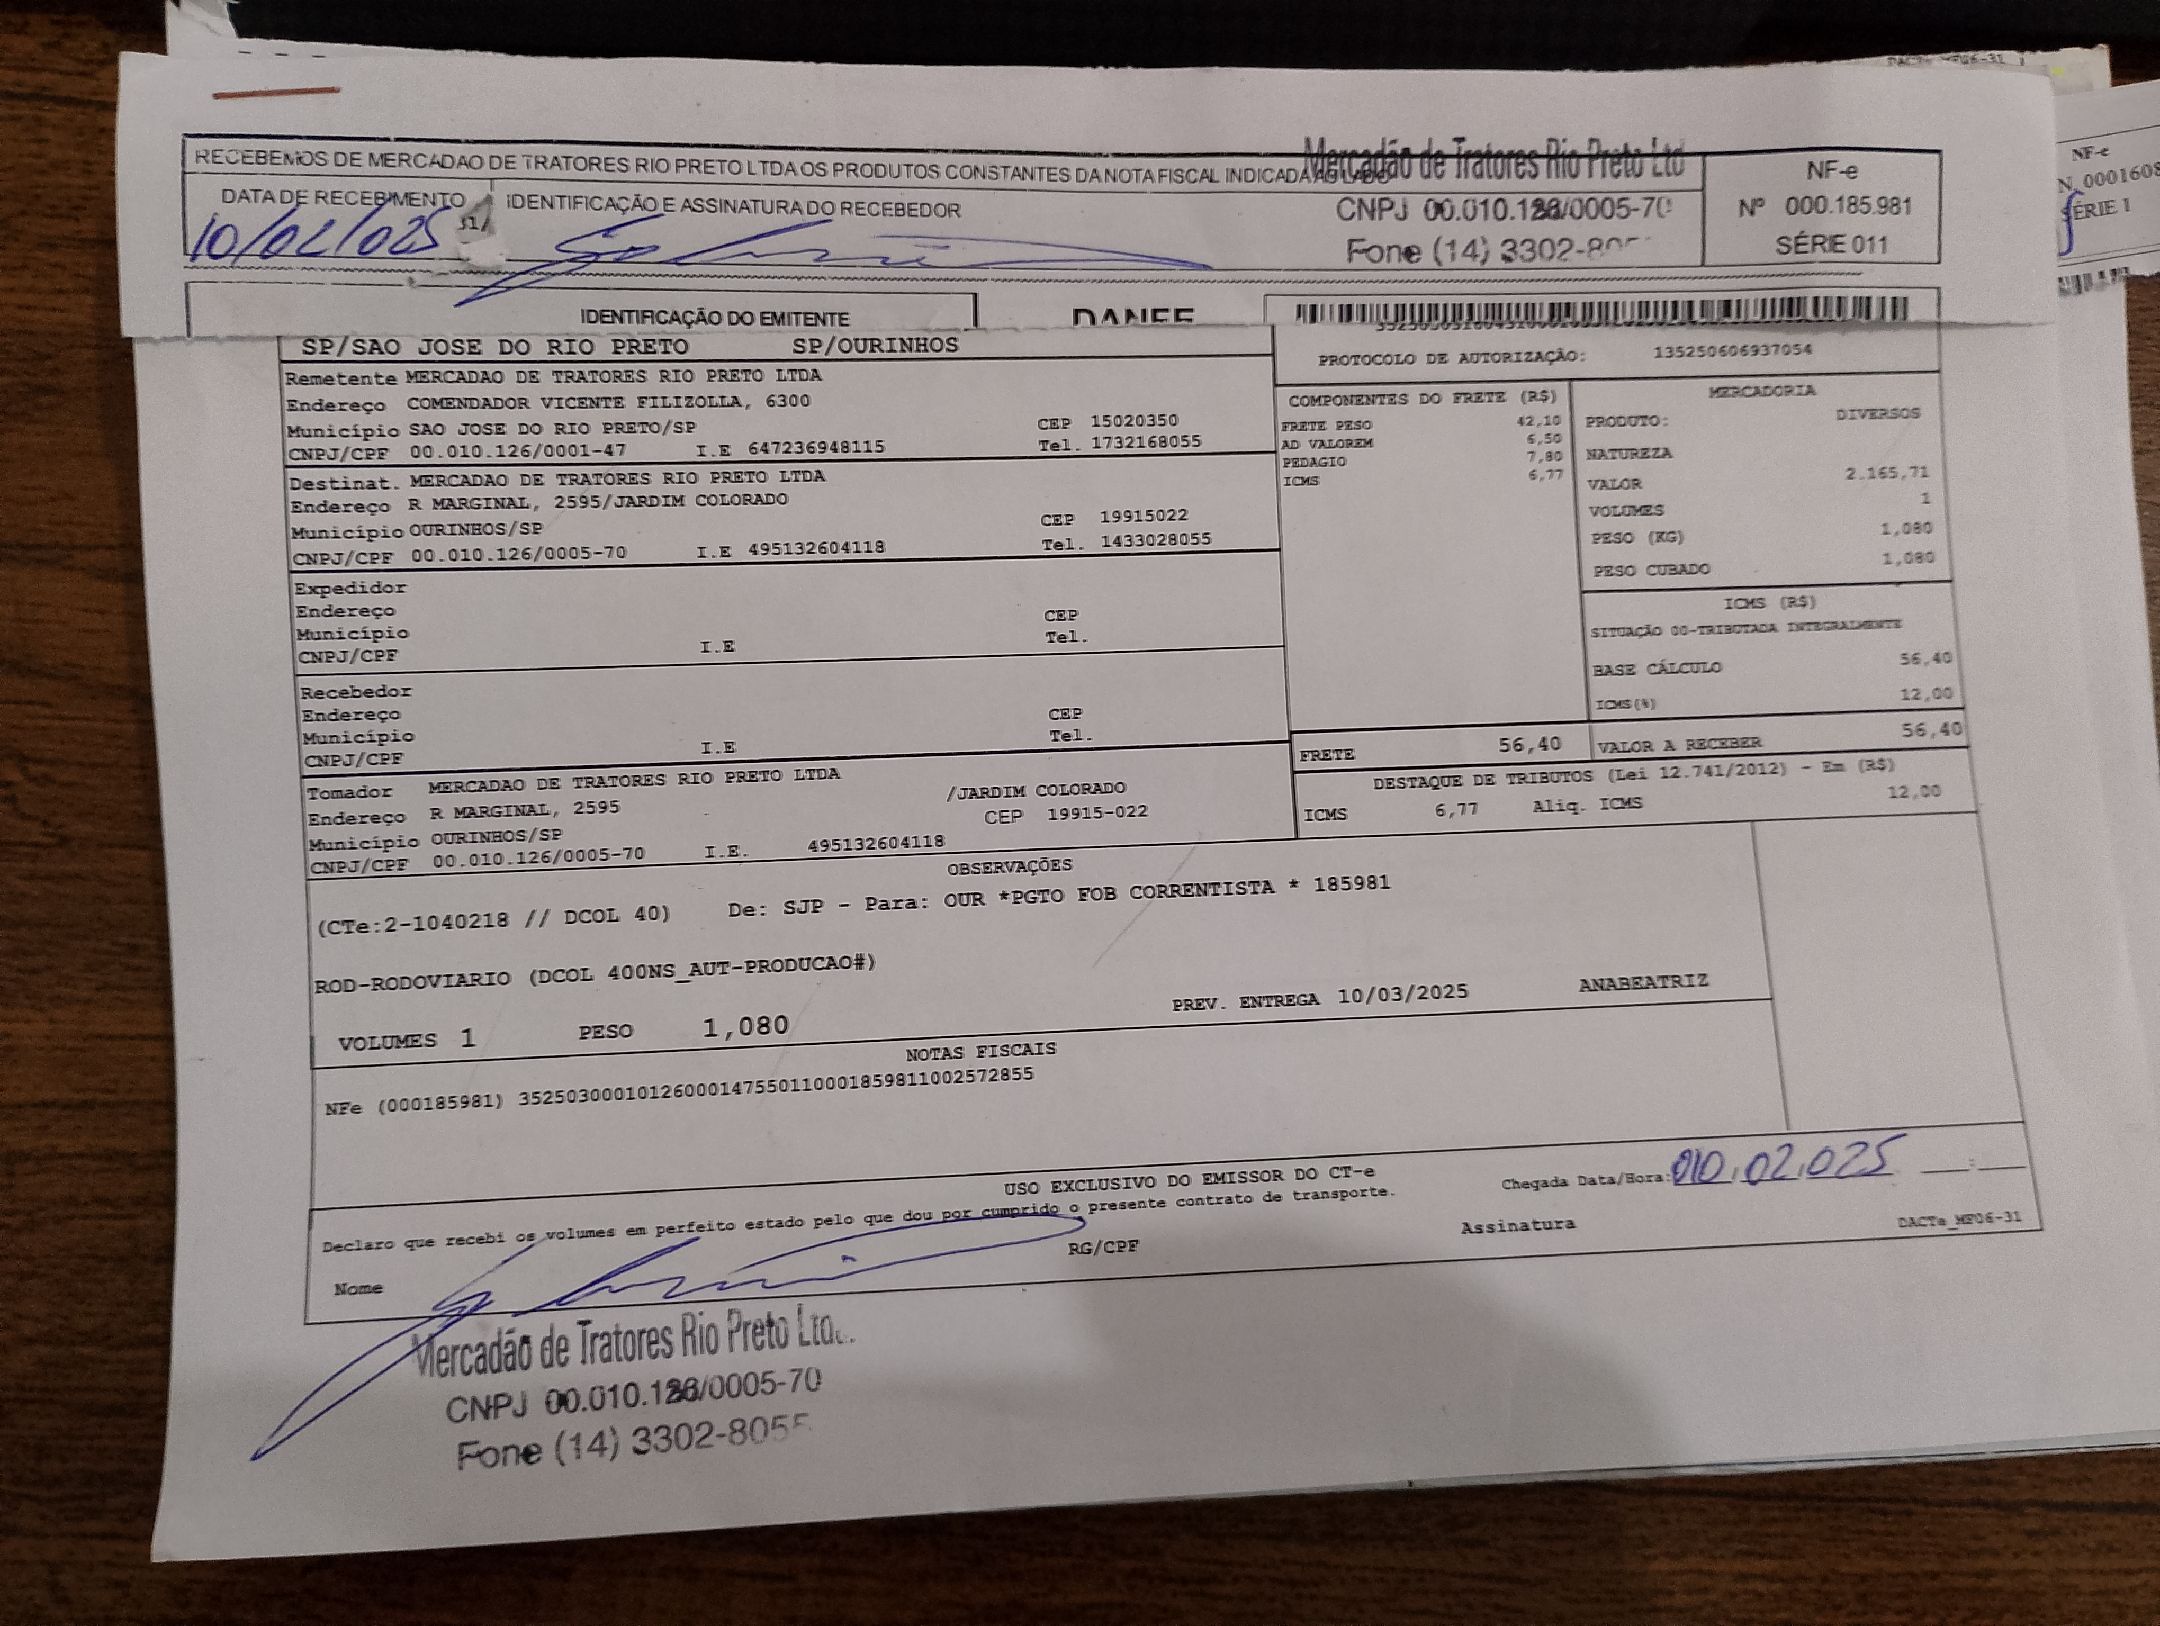 DACTe_MF06-31
RECEBEMOS DE MERCADAO DE TRATORES RIO PRETO LTDA OS PRODUTOS CONSTANTES DA NOTA FISCAL INDICADA AO LADO
Mercadão de Tratores Rio Preto Ltd
CNPJ 00.010.126/0005-70
Fone (14) 3302-80
DATA DE RECEBIMENTO
10/02/025
IDENTIFICAÇÃO E ASSINATURA DO RECEBEDOR
NF-e
Nº 000.185.981
SÉRIE 011
NF-e
N. 0001608
SÉRIE 1
IDENTIFICAÇÃO DO EMITENTE
DANFE
SP/SAO JOSE DO RIO PRETO SP/OURINHOS
PROTOCOLO DE AUTORIZAÇÃO: 135250606937054
Remetente MERCADAO DE TRATORES RIO PRETO LTDA
Endereço COMENDADOR VICENTE FILIZOLLA, 6300
Município SAO JOSE DO RIO PRETO/SP CEP 15020350
CNPJ/CPF 00.010.126/0001-47 I.E 647236948115 Tel. 1732168055
Destinat. MERCADAO DE TRATORES RIO PRETO LTDA
Endereço R MARGINAL, 2595/JARDIM COLORADO
Município OURINHOS/SP CEP 19915022
CNPJ/CPF 00.010.126/0005-70 I.E 495132604118 Tel. 1433028055
Expedidor
Endereço
Município CEP
CNPJ/CPF I.E Tel.
Recebedor
Endereço
Município CEP
CNPJ/CPF I.E Tel.
Tomador MERCADAO DE TRATORES RIO PRETO LTDA
Endereço R MARGINAL, 2595 /JARDIM COLORADO
Município OURINHOS/SP CEP 19915-022
CNPJ/CPF 00.010.126/0005-70 I.E. 495132604118
COMPONENTES DO FRETE (R$)
FRETE PESO 42,10
AD VALOREM 6,50
PEDAGIO 7,80
ICMS 6,77
MERCADORIA
PRODUTO: DIVERSOS
NATUREZA
VALOR 2.165,71
VOLUMES 1
PESO (KG) 1,080
PESO CUBADO 1,080
ICMS (R$)
SITUAÇÃO 00-TRIBUTADA INTEGRALMENTE
BASE CÁLCULO 56,40
ICMS(%) 12,00
FRETE 56,40 VALOR A RECEBER 56,40
DESTAQUE DE TRIBUTOS (Lei 12.741/2012) - Em (R$)
ICMS 6,77 Aliq. ICMS 12,00
OBSERVAÇÕES
(CTe:2-1040218 // DCOL 40) De: SJP - Para: OUR *PGTO FOB CORRENTISTA * 185981
ROD-RODOVIARIO (DCOL 400NS_AUT-PRODUCAO#)
VOLUMES 1 PESO 1,080 PREV. ENTREGA 10/03/2025 ANABEATRIZ
NOTAS FISCAIS
NFe (000185981) 35250300010126000147550110001859811002572855
USO EXCLUSIVO DO EMISSOR DO CT-e
Declaro que recebi os volumes em perfeito estado pelo que dou por cumprido o presente contrato de transporte.
Chegada Data/Hora: 010.02.025 ___:___
Nome RG/CPF Assinatura DACTe_MF06-31
Mercadão de Tratores Rio Preto Ltda.
CNPJ 00.010.126/0005-70
Fone (14) 3302-8055